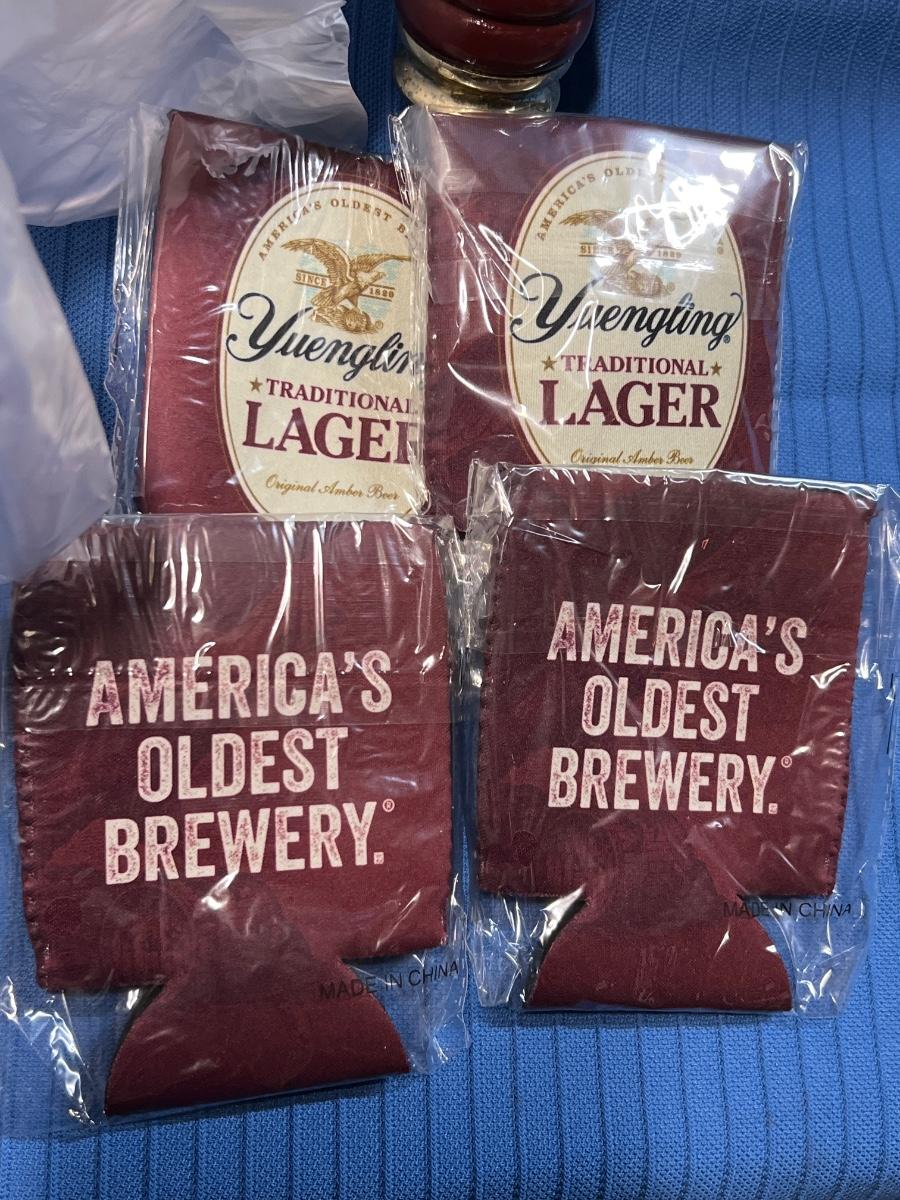 AMERICA'S OLDEST B
SINCE 1829
Yuenglin
TRADITIONAL
LAGER
Original Amber Beer
AMERICA'S OLDEST
SINCE 1829
Yuengling®
TRADITIONAL
LAGER
Original Amber Beer
AMERICA'S
OLDEST
BREWERY.®
MADE IN CHINA
AMERICA'S
OLDEST
BREWERY.®
MADE IN CHINA